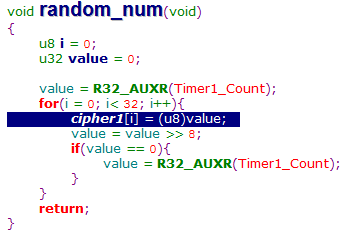 void random_num(void)
{
u8 i = 0;
u32 value = 0;
value = R32_AUXR(Timer1_Count);
for(i = 0; i< 32; i++){
cipher1[i] = (u8)value;
value = value >> 8;
if(value == 0){
value = R32_AUXR(Timer1_Count);
}
}
return;
}